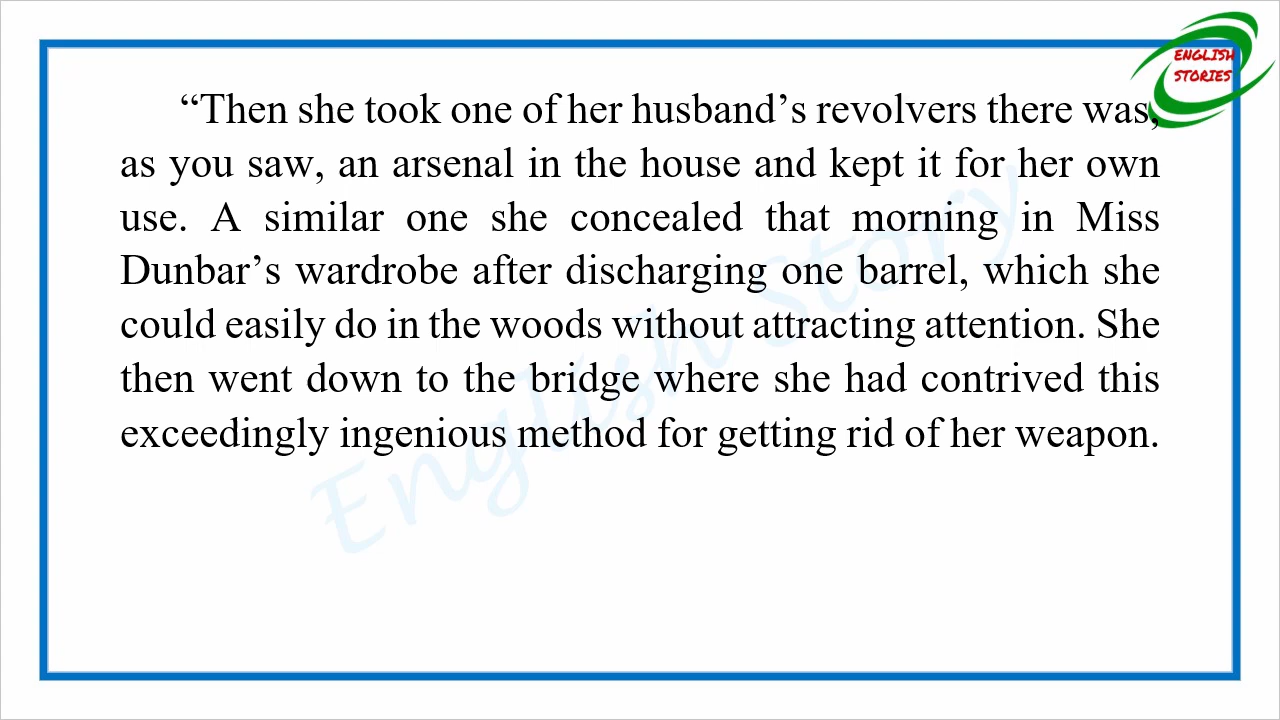 ENGLISH
STORIES
“Then she took one of her husband’s revolvers there was,
as you saw, an arsenal in the house and kept it for her own
use. A similar one she concealed that morning in Miss
Dunbar’s wardrobe after discharging one barrel, which she
could easily do in the woods without attracting attention. She
then went down to the bridge where she had contrived this
exceedingly ingenious method for getting rid of her weapon.
English Story